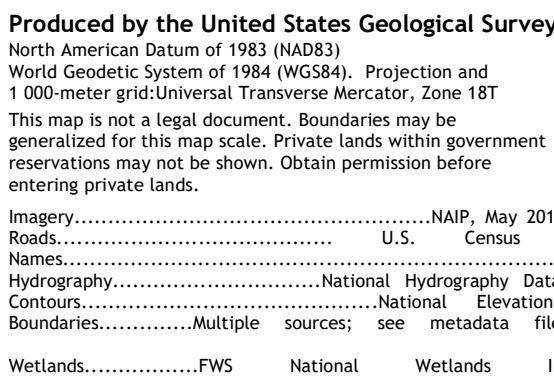 Produced by the United States Geological Survey
North American Datum of 1983 (NAD83)
World Geodetic System of 1984 (WGS84). Projection and
1 000-meter grid:Universal Transverse Mercator, Zone 18T
This map is not a legal document. Boundaries may be
generalized for this map scale. Private lands within government
reservations may not be shown. Obtain permission before
entering private lands.
Imagery....................................................NAIP, May 201
Roads......................................... U.S. Census
Names......................................................................
Hydrography...............................National Hydrography Data
Contours............................................National Elevation
Boundaries..............Multiple sources; see metadata file
Wetlands.................FWS National Wetlands